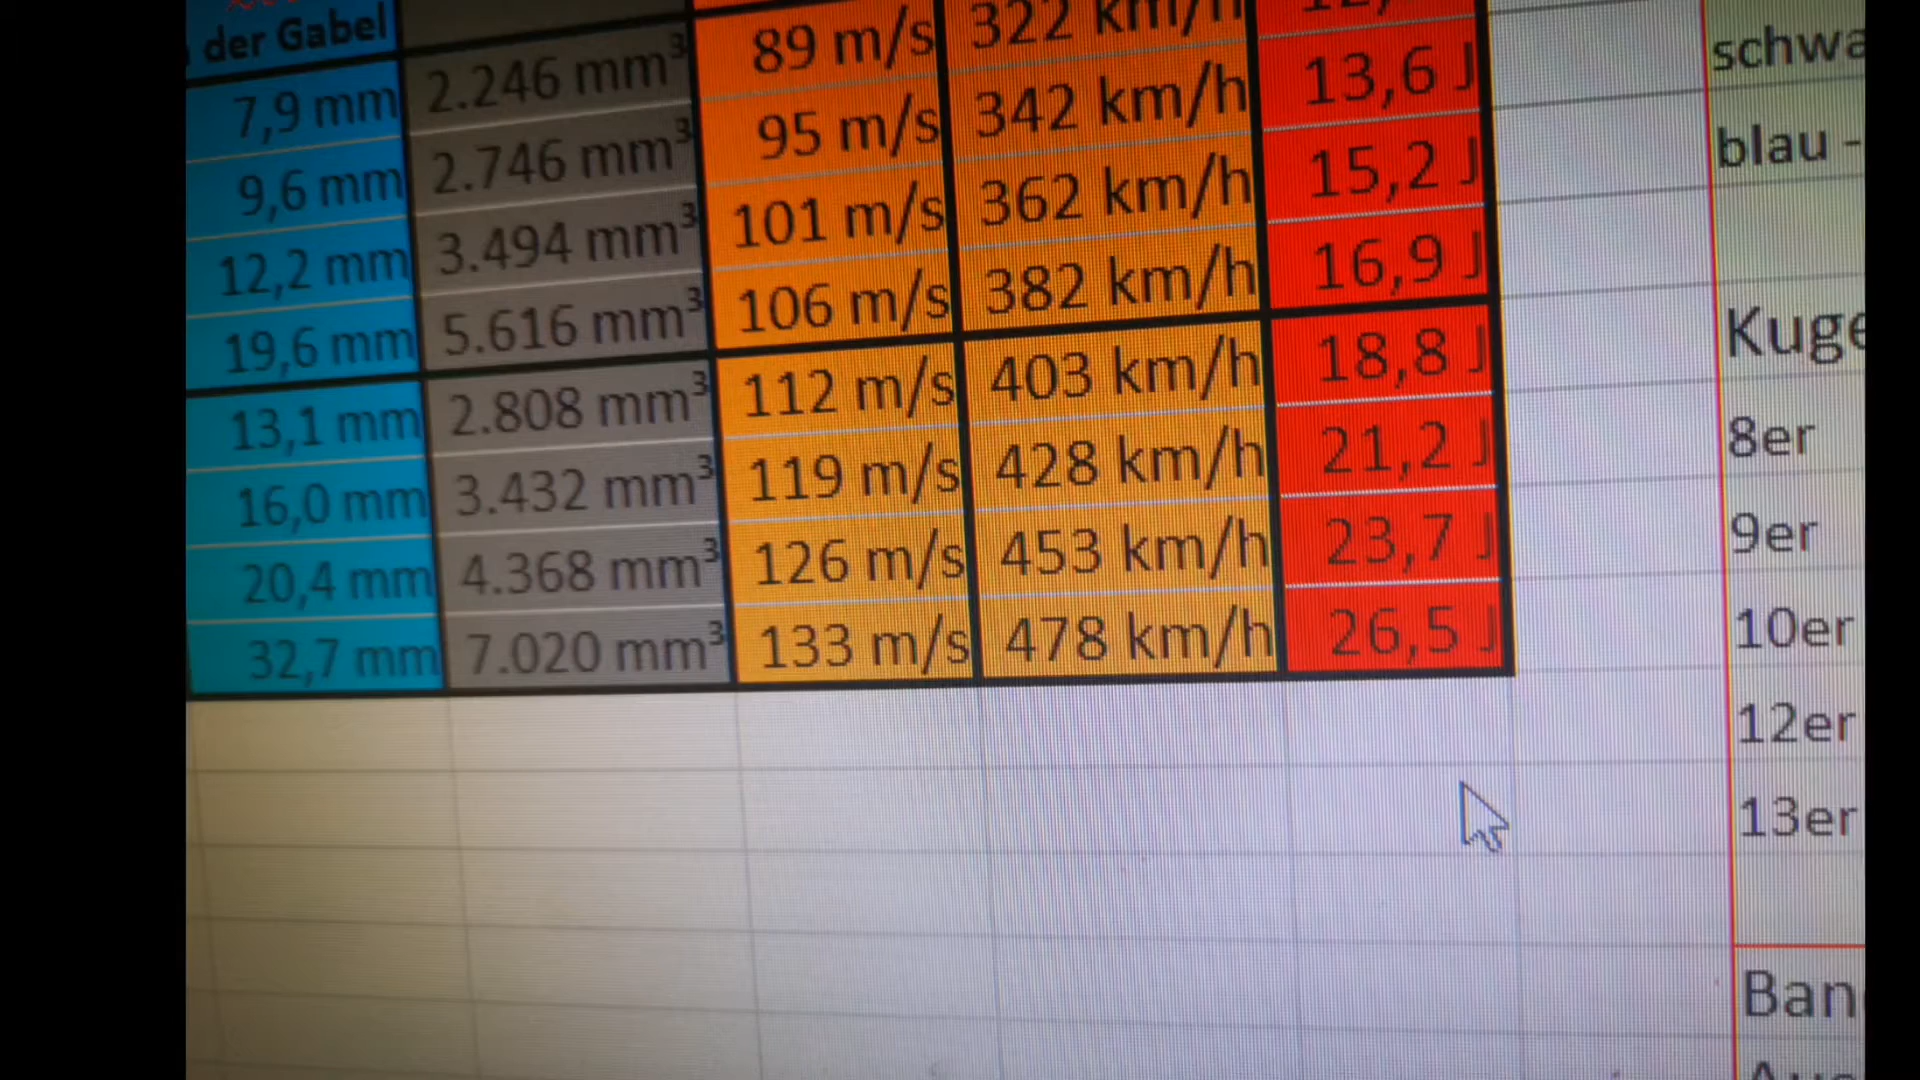 der Gabel
7,9 mm 2.246 mm³ 89 m/s 322 km/h
9,6 mm 2.746 mm³ 95 m/s 342 km/h 13,6 J
12,2 mm 3.494 mm³ 101 m/s 362 km/h 15,2 J
19,6 mm 5.616 mm³ 106 m/s 382 km/h 16,9 J
13,1 mm 2.808 mm³ 112 m/s 403 km/h 18,8 J
16,0 mm 3.432 mm³ 119 m/s 428 km/h 21,2 J
20,4 mm 4.368 mm³ 126 m/s 453 km/h 23,7 J
32,7 mm 7.020 mm³ 133 m/s 478 km/h 26,5 J
schwa
blau -
Kuge
8er
9er
10er
12er
13er
Ban